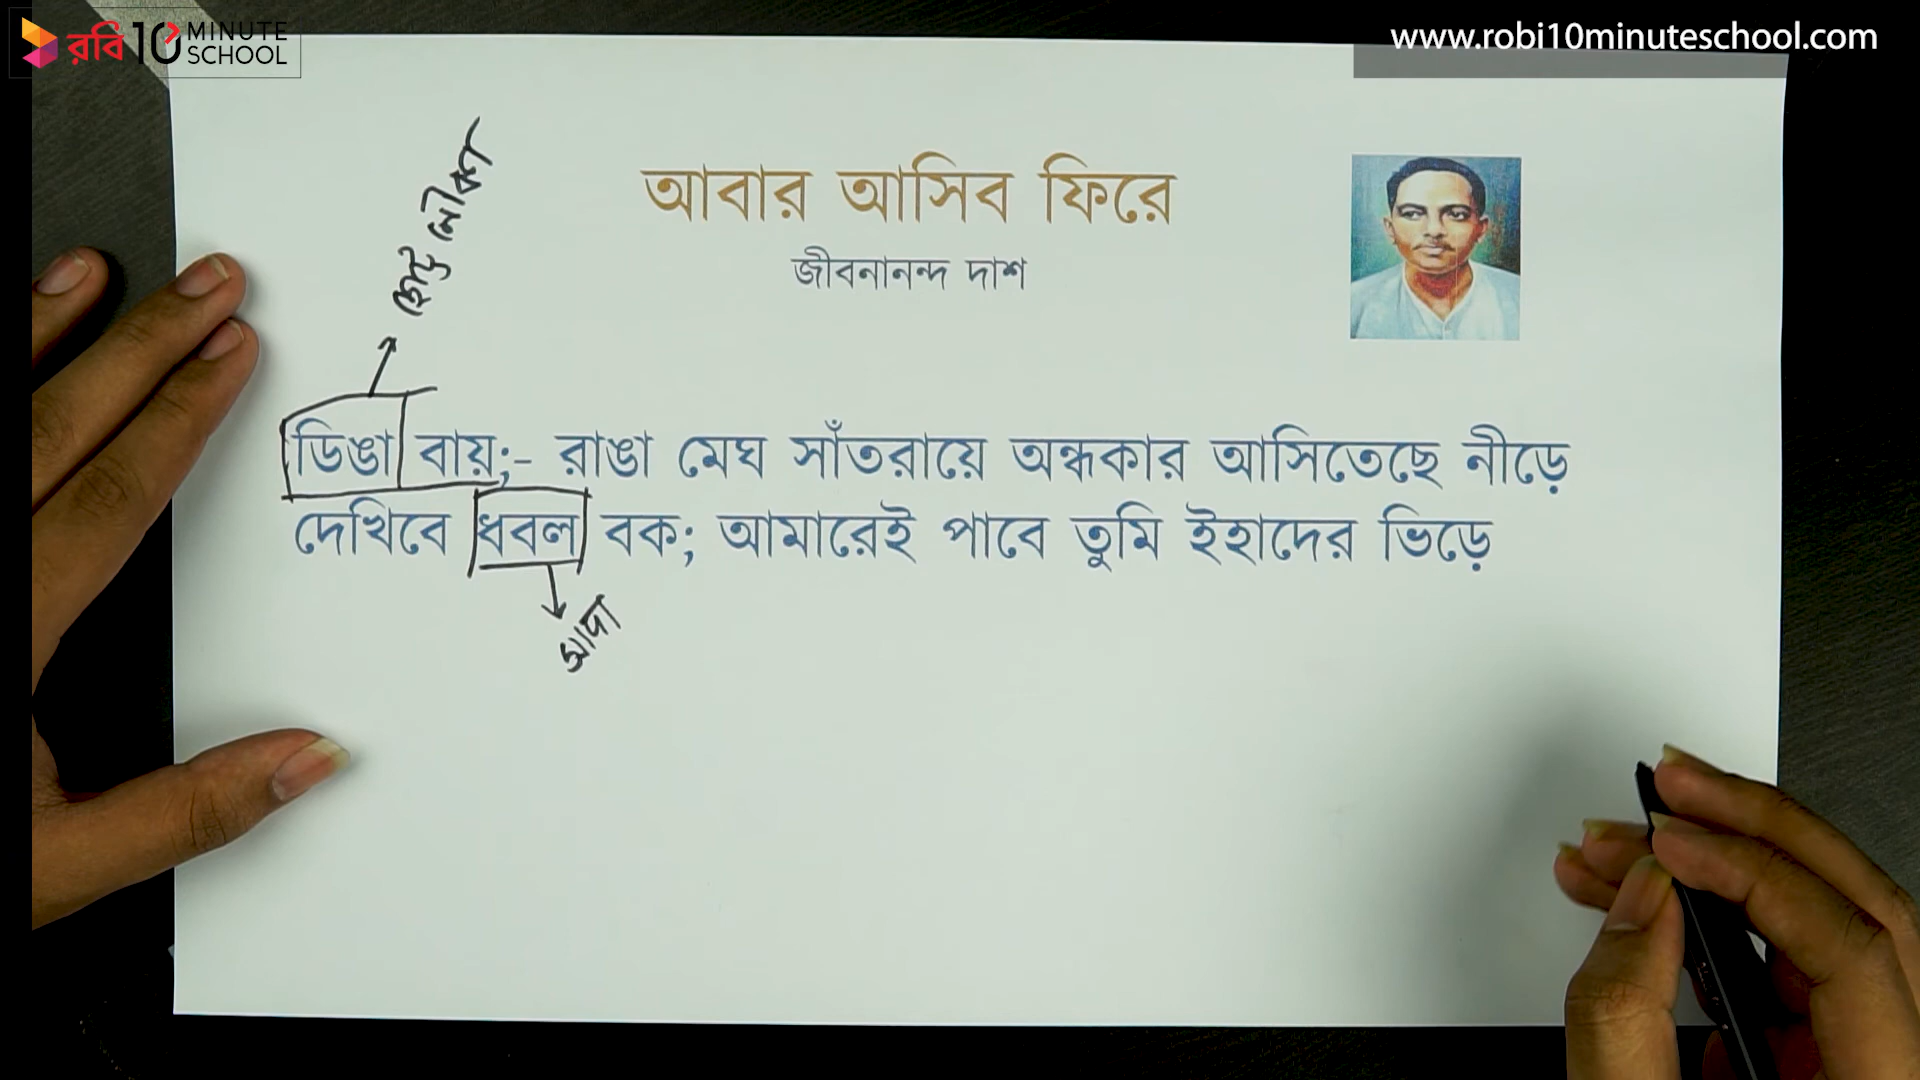 রবি 10 MINUTE SCHOOL
www.robi10minuteschool.com
আবার আসিব ফিরে
জীবনানন্দ দাশ
ছোট্ট নৌকা
ডিঙা বায়;- রাঙা মেঘ সাঁতরায়ে অন্ধকার আসিতেছে নীড়ে
দেখিবে ধবল বক; আমারেই পাবে তুমি ইহাদের ভিড়ে
সাদা